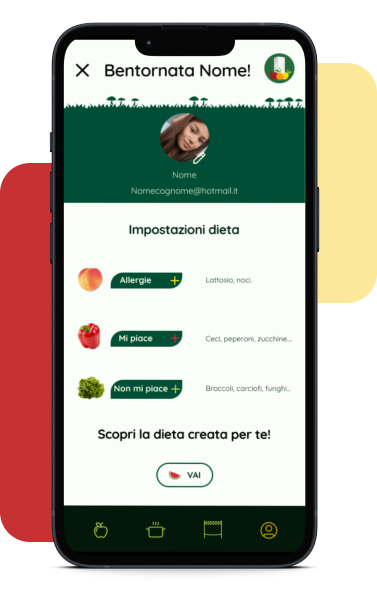 Bentornata Nome!
Nome
Nomecognome@hotmail.it
Impostazioni dieta
Allergie +
Lattosio, noci.
Mi piace +
Ceci, peperoni, zucchine...
Non mi piace +
Broccoli, carciofi, funghi...
Scopri la dieta creata per te!
VAI